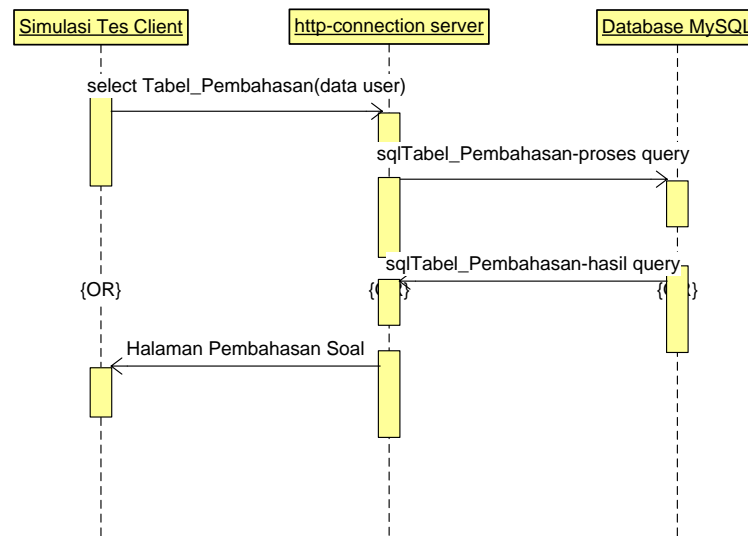 Simulasi Tes Client
http-connection server
Database MySQL
select Tabel_Pembahasan(data user)
sqlTabel_Pembahasan-proses query
sqlTabel_Pembahasan-hasil query
{OR}
Halaman Pembahasan Soal